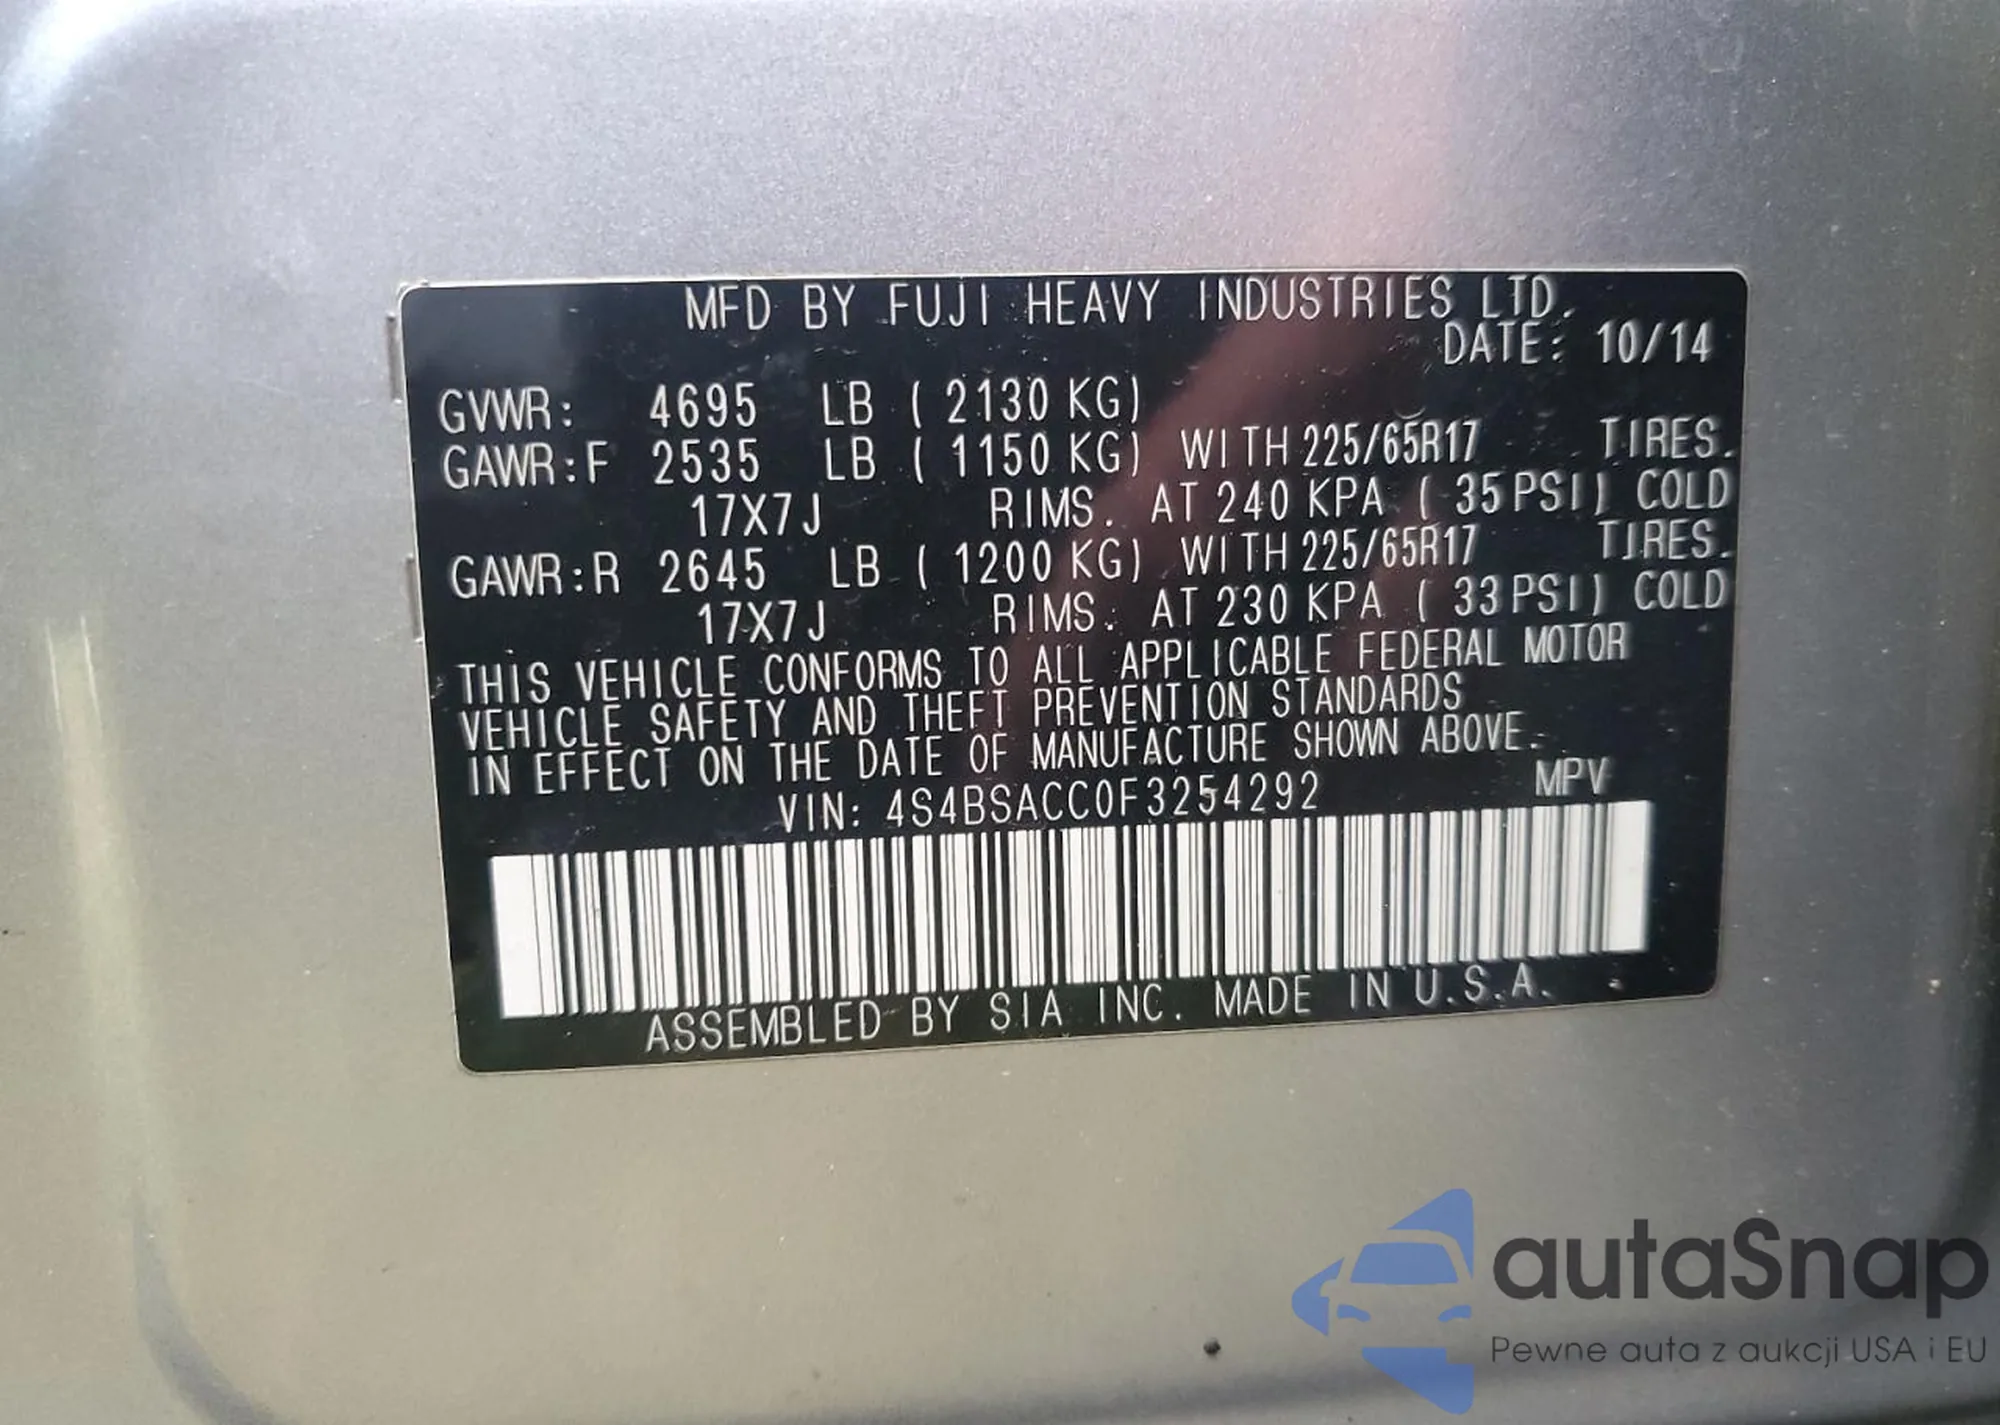 MFD BY FUJI HEAVY INDUSTRIES LTD.
DATE: 10/14
GVWR: 4695 LB ( 2130 KG)
GAWR:F 2535 LB ( 1150 KG) WITH 225/65R17 TIRES.
17X7J RIMS. AT 240 KPA ( 35 PSI) COLD
GAWR:R 2645 LB ( 1200 KG) WITH 225/65R17 TIRES.
17X7J RIMS. AT 230 KPA ( 33 PSI) COLD
THIS VEHICLE CONFORMS TO ALL APPLICABLE FEDERAL MOTOR
VEHICLE SAFETY AND THEFT PREVENTION STANDARDS
IN EFFECT ON THE DATE OF MANUFACTURE SHOWN ABOVE.
VIN: 4S4BSACC0F3254292 MPV
ASSEMBLED BY SIA INC. MADE IN U.S.A.
autaSnap
Pewne auta z aukcji USA i EU